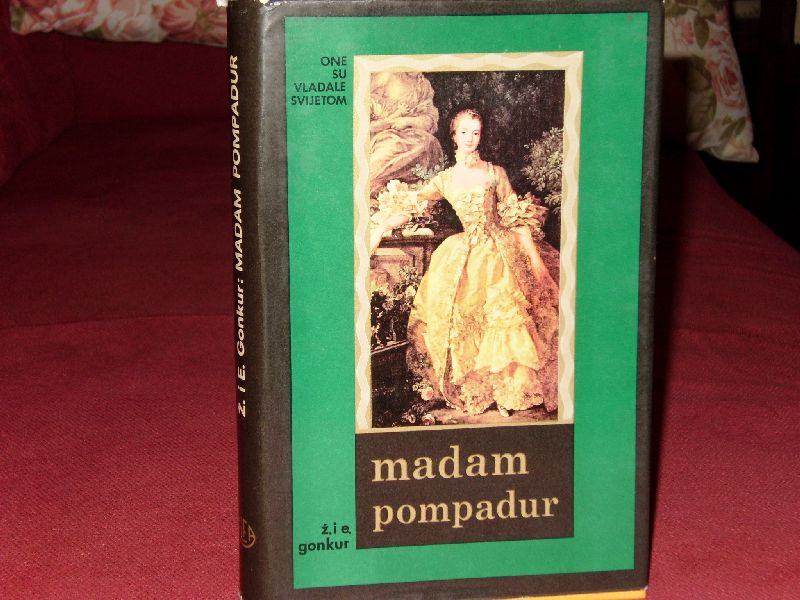 ONE
SU
VLADALE
SVIJETOM
madam
pompadur
ž. i e.
gonkur
Ž. i E. Gonkur: MADAM POMPADUR